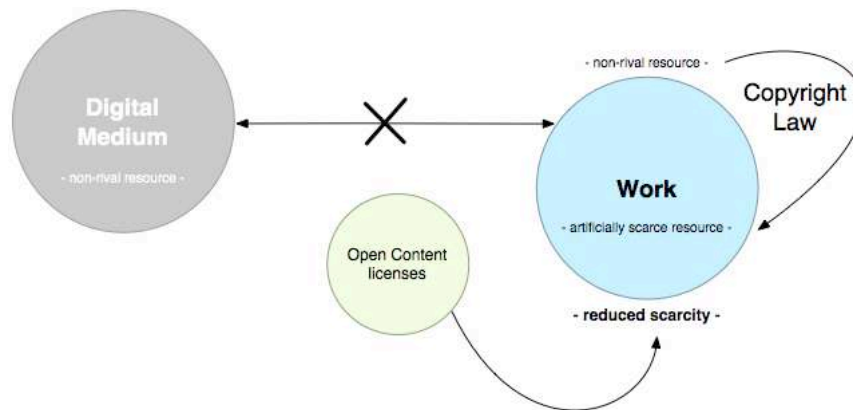 Digital
Medium
- non-rival resource -
- non-rival resource -
Copyright
Law
Work
- artificially scarce resource -
Open Content
licenses
- reduced scarcity -